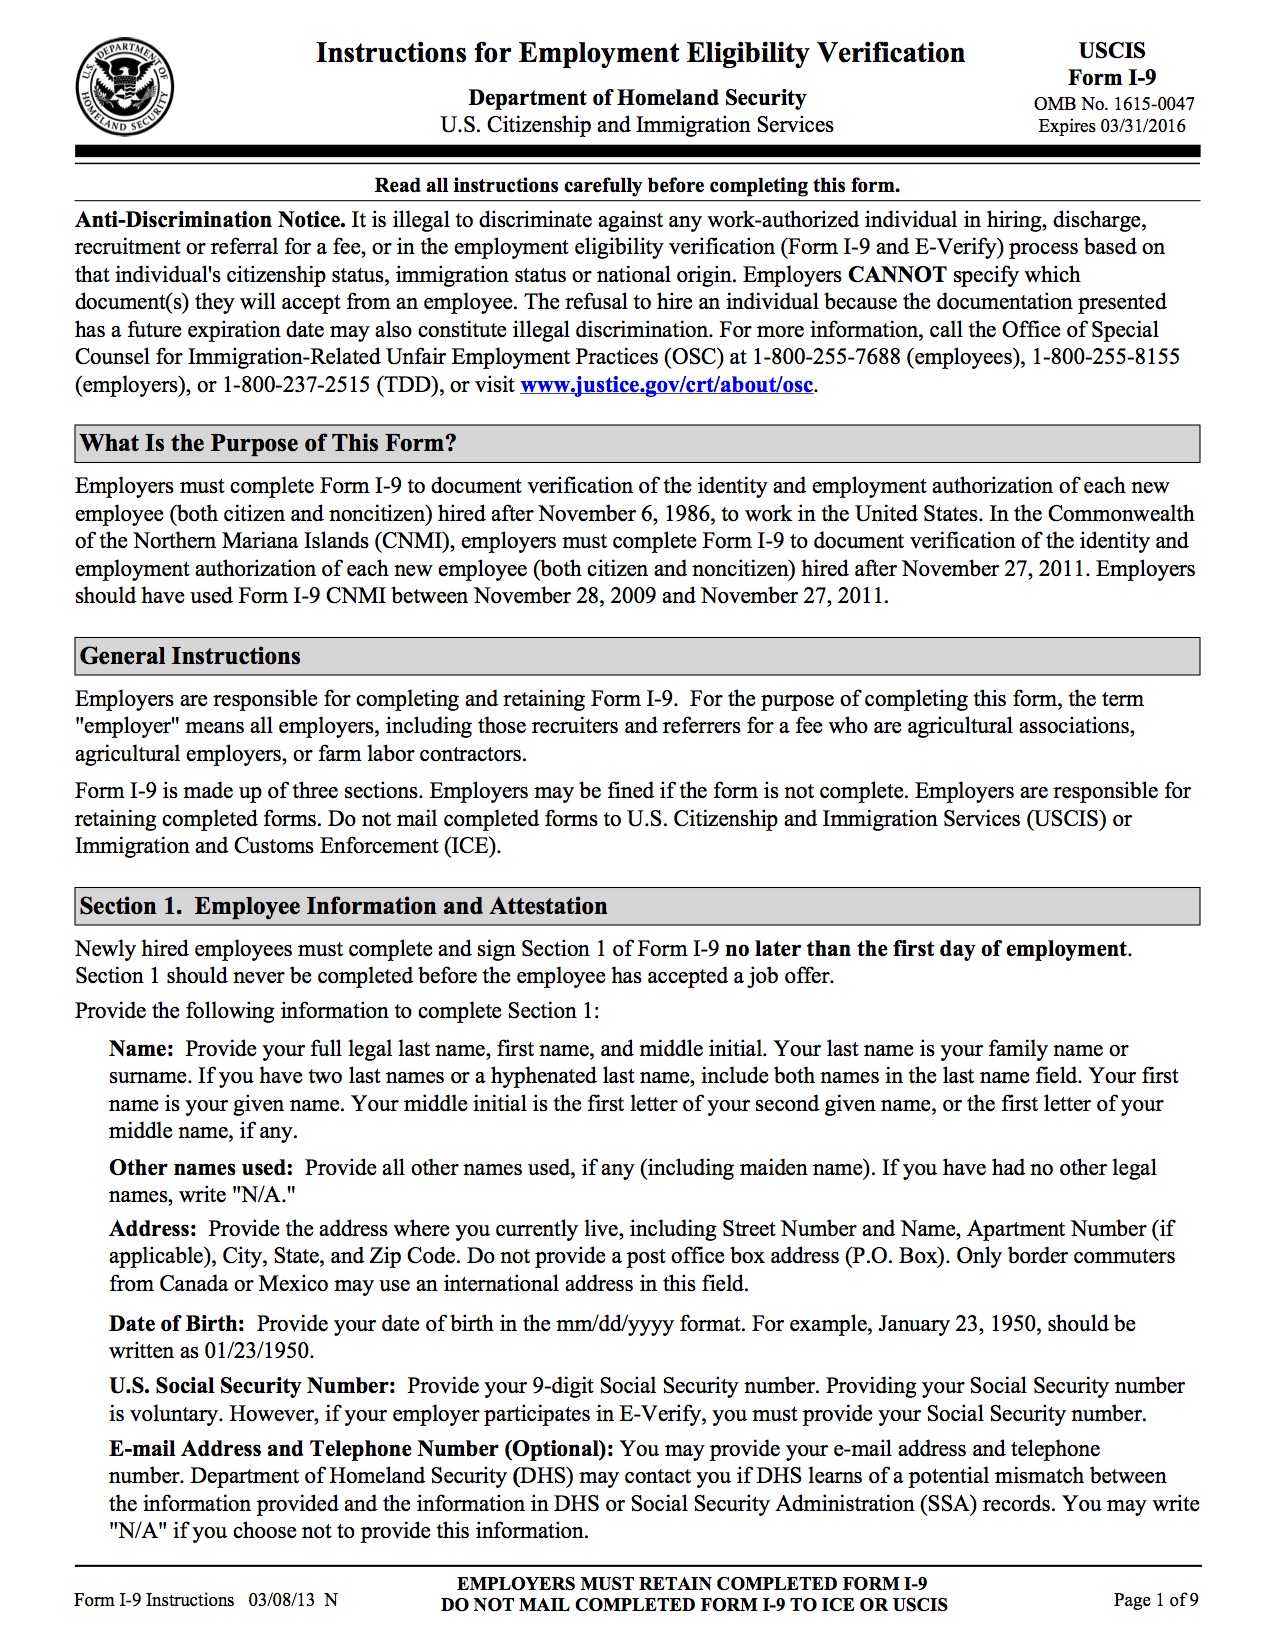 U.S. DEPARTMENT OF HOMELAND SECURITY
Instructions for Employment Eligibility Verification
Department of Homeland Security
U.S. Citizenship and Immigration Services
USCIS
Form I-9
OMB No. 1615-0047
Expires 03/31/2016
Read all instructions carefully before completing this form.
Anti-Discrimination Notice. It is illegal to discriminate against any work-authorized individual in hiring, discharge,
recruitment or referral for a fee, or in the employment eligibility verification (Form I-9 and E-Verify) process based on
that individual's citizenship status, immigration status or national origin. Employers CANNOT specify which
document(s) they will accept from an employee. The refusal to hire an individual because the documentation presented
has a future expiration date may also constitute illegal discrimination. For more information, call the Office of Special
Counsel for Immigration-Related Unfair Employment Practices (OSC) at 1-800-255-7688 (employees), 1-800-255-8155
(employers), or 1-800-237-2515 (TDD), or visit www.justice.gov/crt/about/osc.
What Is the Purpose of This Form?
Employers must complete Form I-9 to document verification of the identity and employment authorization of each new
employee (both citizen and noncitizen) hired after November 6, 1986, to work in the United States. In the Commonwealth
of the Northern Mariana Islands (CNMI), employers must complete Form I-9 to document verification of the identity and
employment authorization of each new employee (both citizen and noncitizen) hired after November 27, 2011. Employers
should have used Form I-9 CNMI between November 28, 2009 and November 27, 2011.
General Instructions
Employers are responsible for completing and retaining Form I-9.  For the purpose of completing this form, the term
"employer" means all employers, including those recruiters and referrers for a fee who are agricultural associations,
agricultural employers, or farm labor contractors.
Form I-9 is made up of three sections. Employers may be fined if the form is not complete. Employers are responsible for
retaining completed forms. Do not mail completed forms to U.S. Citizenship and Immigration Services (USCIS) or
Immigration and Customs Enforcement (ICE).
Section 1.  Employee Information and Attestation
Newly hired employees must complete and sign Section 1 of Form I-9 no later than the first day of employment.
Section 1 should never be completed before the employee has accepted a job offer.
Provide the following information to complete Section 1:
Name:  Provide your full legal last name, first name, and middle initial. Your last name is your family name or
surname. If you have two last names or a hyphenated last name, include both names in the last name field. Your first
name is your given name. Your middle initial is the first letter of your second given name, or the first letter of your
middle name, if any.
Other names used:  Provide all other names used, if any (including maiden name). If you have had no other legal
names, write "N/A."
Address:  Provide the address where you currently live, including Street Number and Name, Apartment Number (if
applicable), City, State, and Zip Code. Do not provide a post office box address (P.O. Box). Only border commuters
from Canada or Mexico may use an international address in this field.
Date of Birth:  Provide your date of birth in the mm/dd/yyyy format. For example, January 23, 1950, should be
written as 01/23/1950.
U.S. Social Security Number:  Provide your 9-digit Social Security number. Providing your Social Security number
is voluntary. However, if your employer participates in E-Verify, you must provide your Social Security number.
E-mail Address and Telephone Number (Optional): You may provide your e-mail address and telephone
number. Department of Homeland Security (DHS) may contact you if DHS learns of a potential mismatch between
the information provided and the information in DHS or Social Security Administration (SSA) records. You may write
"N/A" if you choose not to provide this information.
Form I-9 Instructions   03/08/13  N
EMPLOYERS MUST RETAIN COMPLETED FORM I-9
DO NOT MAIL COMPLETED FORM I-9 TO ICE OR USCIS
Page 1 of 9